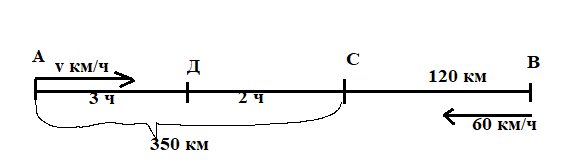 А
v км/ч
Д
С
В
3 ч
2 ч
120 км
350 км
60 км/ч